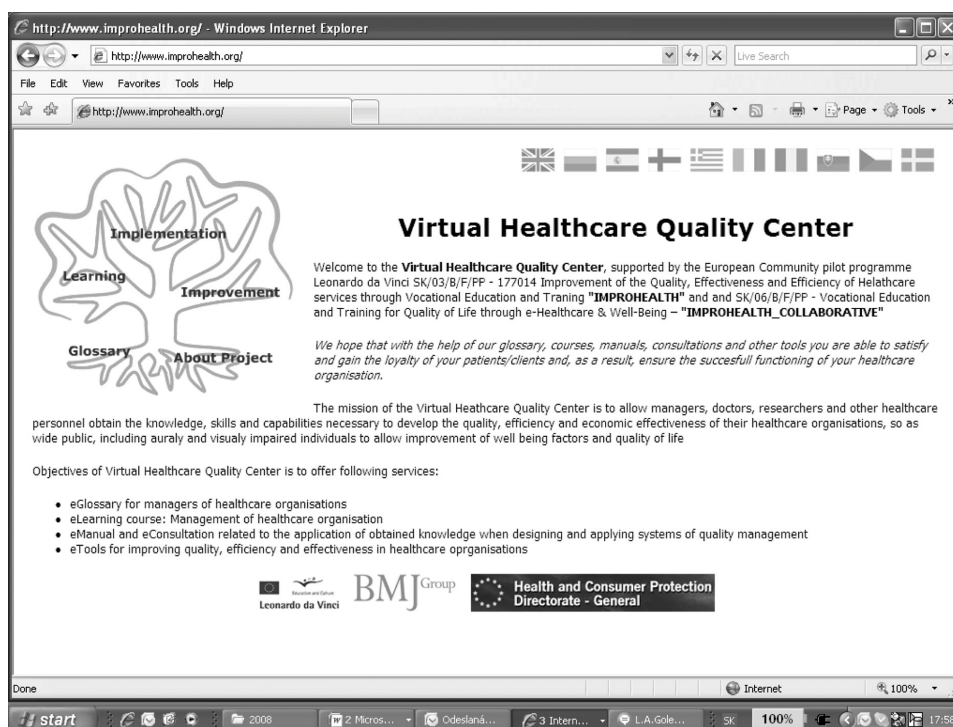 http://www.improhealth.org/ - Windows Internet Explorer
http://www.improhealth.org/
Live Search
File Edit View Favorites Tools Help
http://www.improhealth.org/
Page Tools
Implementation
Learning
Improvement
Glossary
About Project
Virtual Healthcare Quality Center
Welcome to the Virtual Healthcare Quality Center, supported by the European Community pilot programme
Leonardo da Vinci SK/03/B/F/PP - 177014 Improvement of the Quality, Effectiveness and Efficiency of Helathcare
services through Vocational Education and Traning "IMPROHEALTH" and and SK/06/B/F/PP - Vocational Education
and Training for Quality of Life through e-Healthcare & Well-Being – "IMPROHEALTH_COLLABORATIVE"
We hope that with the help of our glossary, courses, manuals, consultations and other tools you are able to satisfy
and gain the loyalty of your patients/clients and, as a result, ensure the succesfull functioning of your healthcare
organisation.
The mission of the Virtual Heathcare Quality Center is to allow managers, doctors, researchers and other healthcare
personnel obtain the knowledge, skills and capabilities necessary to develop the quality, efficiency and economic effectiveness of their healthcare organisations, so as
wide public, including auraly and visualy impaired individuals to allow improvement of well being factors and quality of life
Objectives of Virtual Healthcare Quality Center is to offer following services:
• eGlossary for managers of healthcare organisations
• eLearning course: Management of healthcare organisation
• eManual and eConsultation related to the application of obtained knowledge when designing and applying systems of quality management
• eTools for improving quality, efficiency and effectiveness in healthcare oprganisations
Education and Culture
Leonardo da Vinci
BMJ Group
Health and Consumer Protection
Directorate - General
Done
Internet
100%
start
2008
2 Micros...
Odeslaná...
3 Intern...
L.A.Gole...
SK
100%
17:58